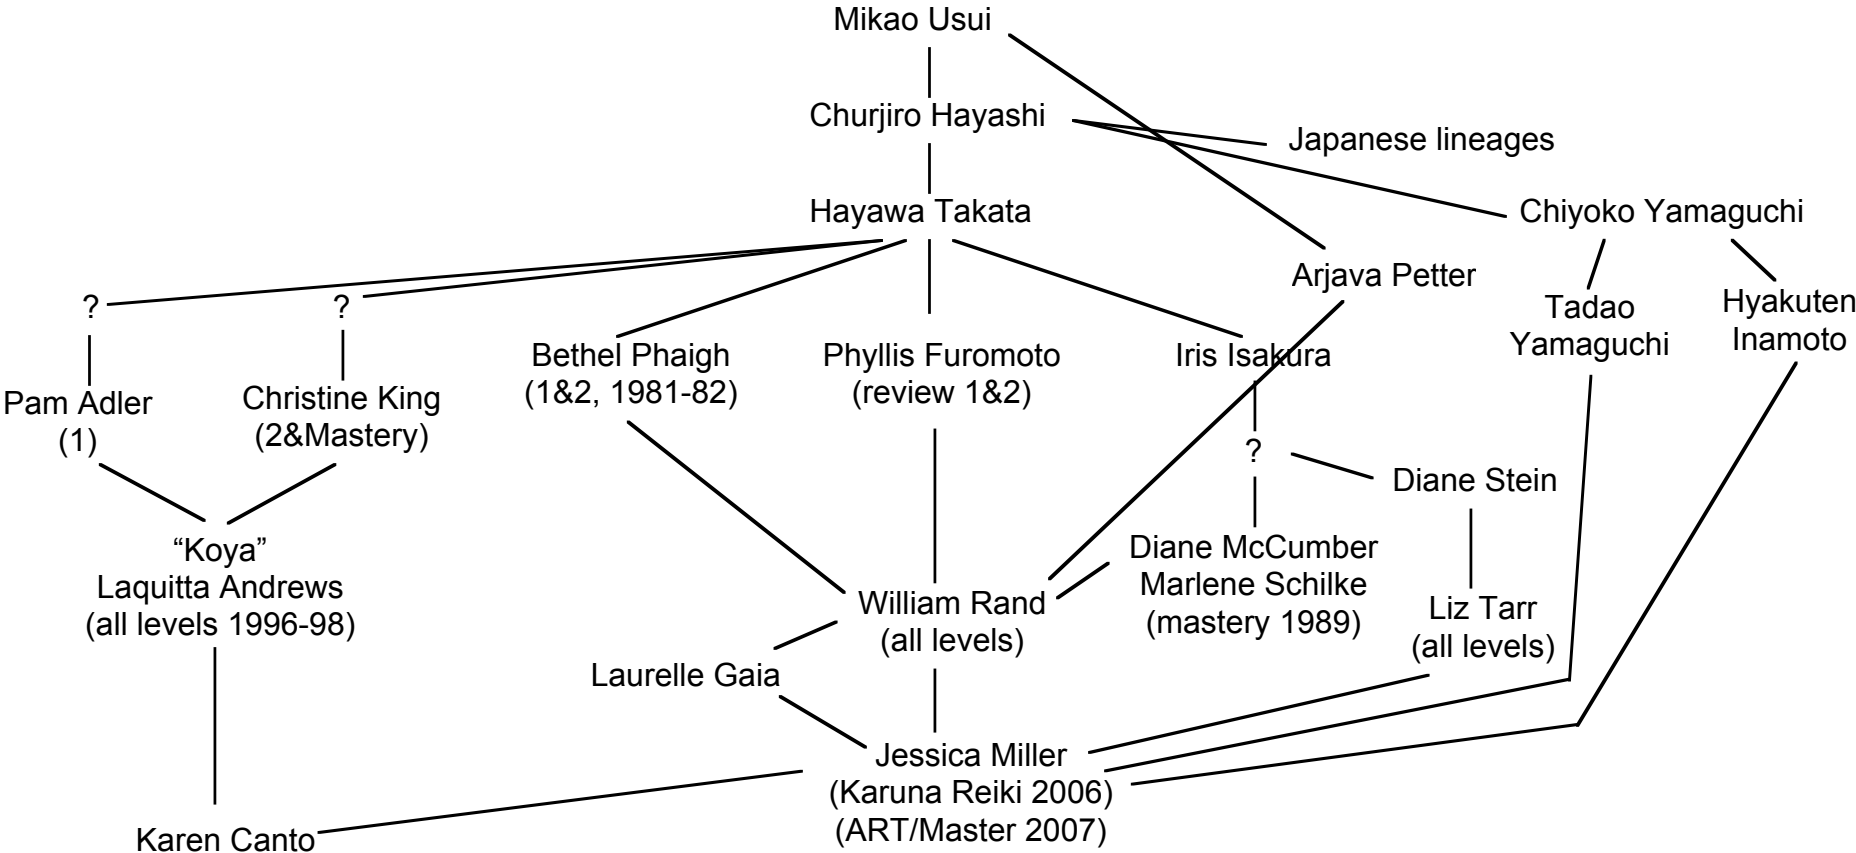 Mikao Usui
Churjiro Hayashi
Japanese lineages
Hayawa Takata
Chiyoko Yamaguchi
Arjava Petter
?
?
Tadao
Yamaguchi
Hyakuten
Inamoto
Bethel Phaigh
(1&2, 1981-82)
Phyllis Furomoto
(review 1&2)
Iris Isakura
Pam Adler
(1)
Christine King
(2&Mastery)
?
Diane Stein
“Koya”
Laquitta Andrews
(all levels 1996-98)
Diane McCumber
Marlene Schilke
(mastery 1989)
William Rand
(all levels)
Liz Tarr
(all levels)
Laurelle Gaia
Jessica Miller
(Karuna Reiki 2006)
(ART/Master 2007)
Karen Canto